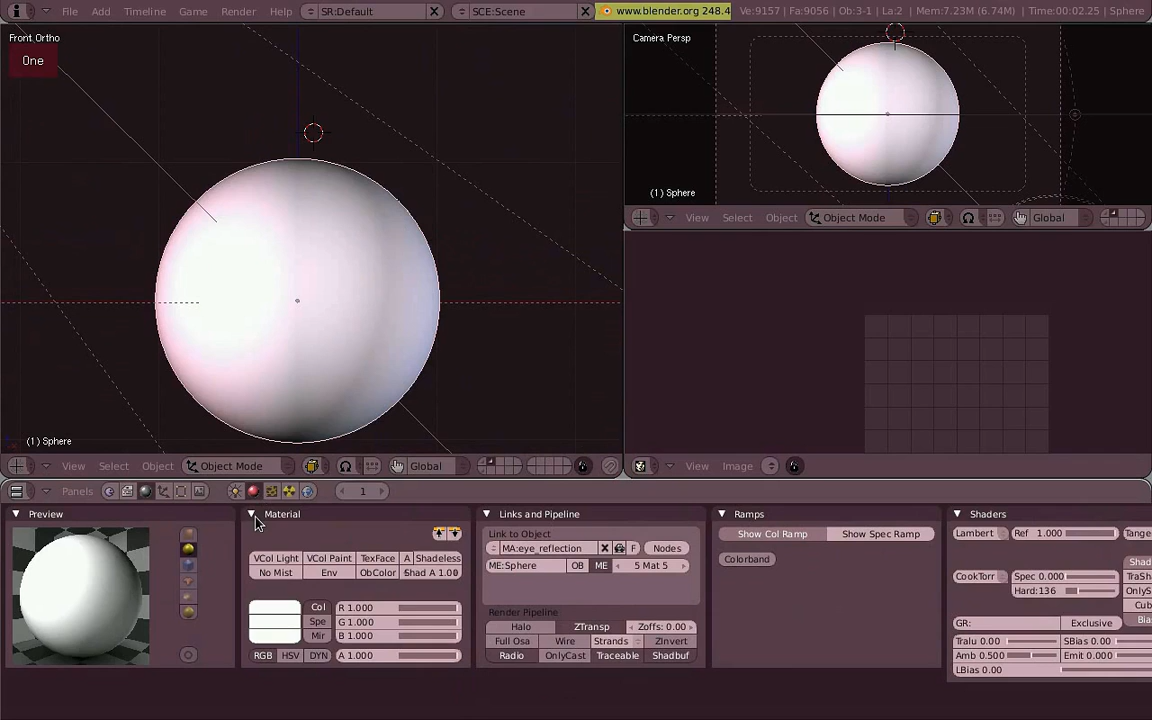 File Add Timeline Game Render Help SR:Default SCE:Scene www.blender.org 248.4 Ve:9157 | Fa:9056 | Ob:3-1 | La:2 | Mem:7.23M (6.74M) | Time:00:02.25 | Sphere
Front Ortho
One
(1) Sphere
Camera Persp
(1) Sphere
View Select Object Object Mode Global
View Select Object Object Mode Global
View Image
Panels 1
Preview
Material
VCol Light VCol Paint TexFace A Shadeless
No Mist Env ObColor Shad A 1.00
Col R 1.000
Spe G 1.000
Mir B 1.000
RGB HSV DYN A 1.000
Links and Pipeline
Link to Object
MA:eye_reflection F Nodes
ME:Sphere OB ME 5 Mat 5
Render Pipeline
Halo ZTransp Zoffs: 0.00
Full Osa Wire Strands ZInvert
Radio OnlyCast Traceable Shadbuf
Ramps
Show Col Ramp Show Spec Ramp
Colorband
Shaders
Lambert Ref 1.000 Tange
Shad
CookTorr Spec 0.000 TraSh
Hard:136 OnlyS
Cub
GR: Exclusive Bias
Tralu 0.00 SBias 0.00
Amb 0.500 Emit 0.000
LBias 0.00